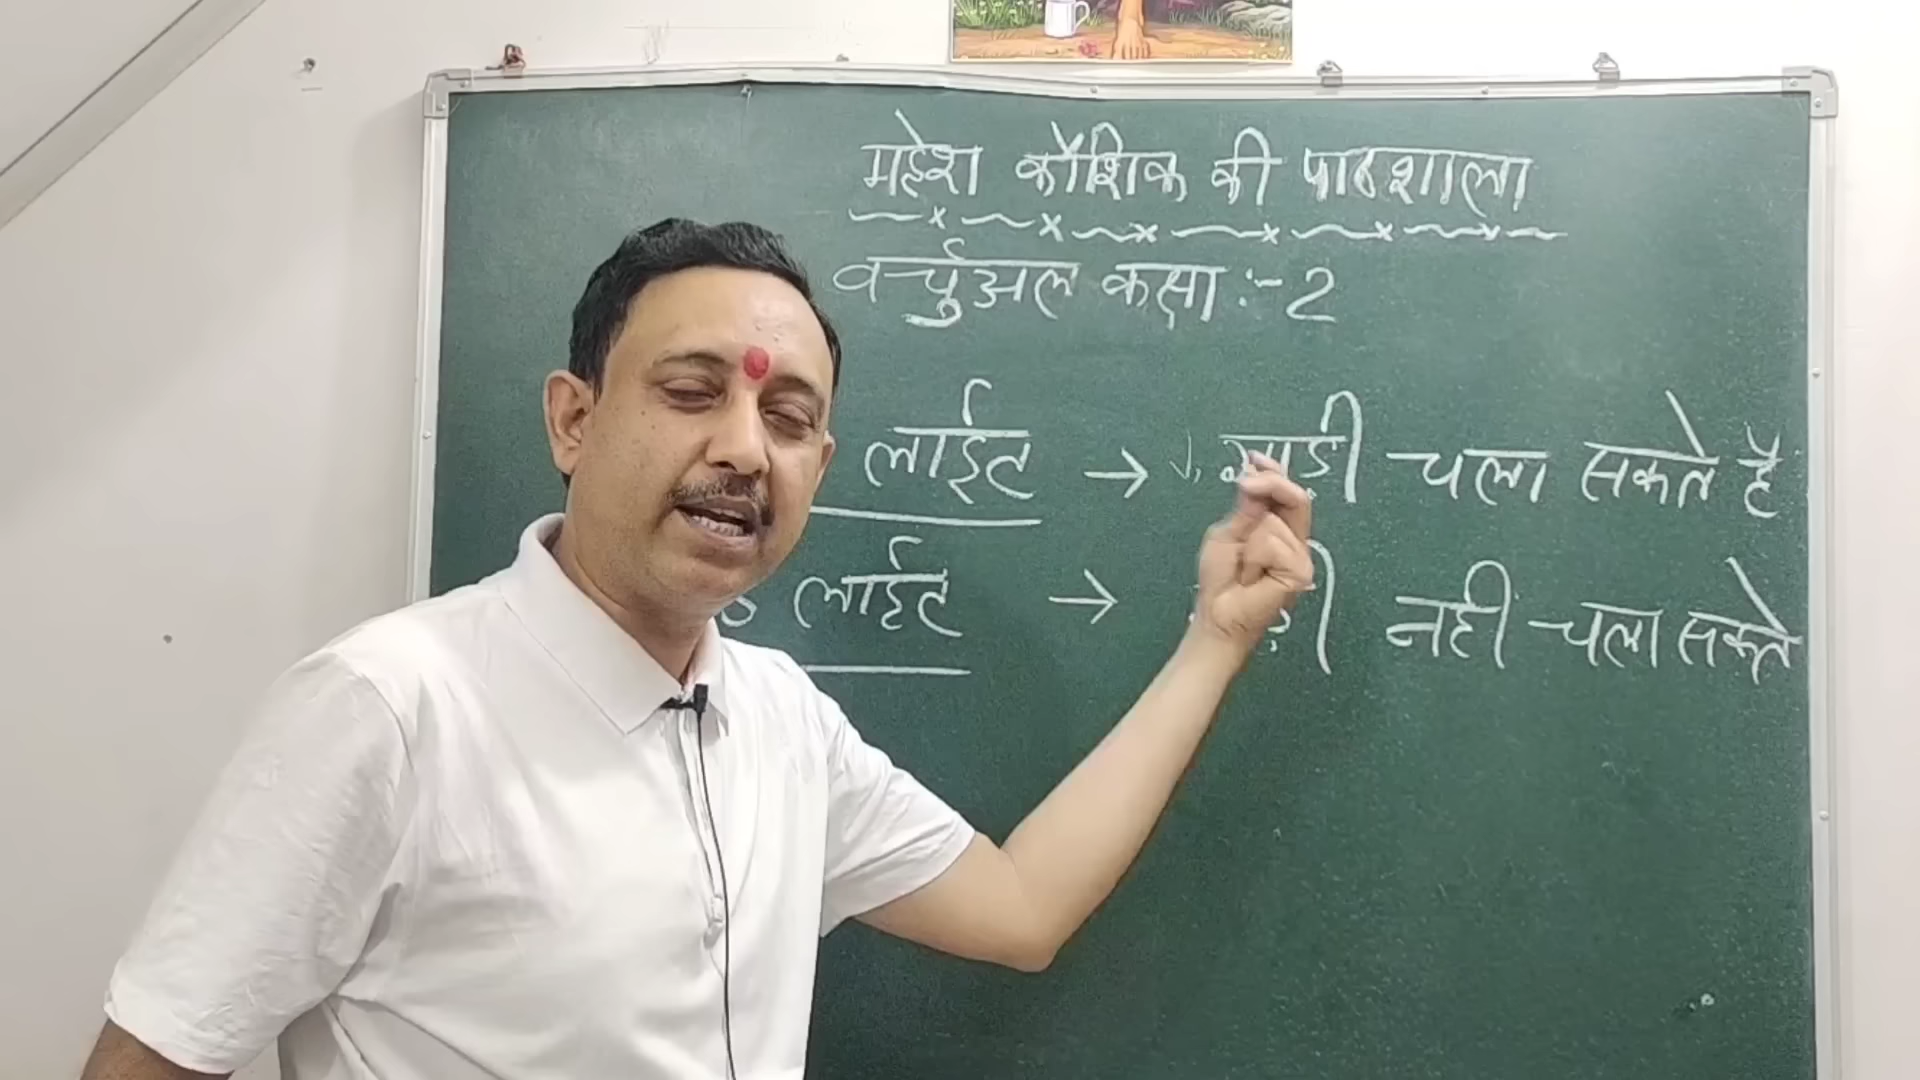 महेश कौशिक की पाठशाला
वर्चुअल कक्षा :- 2
लाईट → गाड़ी चला सकते है
लाईट → नही चला सकते